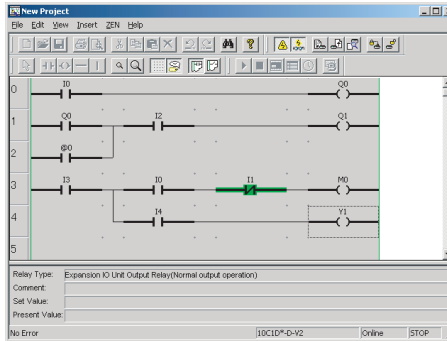 New Project
File Edit View Insert ZEN Help
0 I0 Q0
1 Q0 I2 Q1
2 @0
3 I3 I0 I1 M0
4 I4 Y1
5
Relay Type: Expansion IO Unit Output Relay(Normal output operation)
Comment:
Set Value:
Present Value:
No Error 10C1D*-D-V2 Online STOP